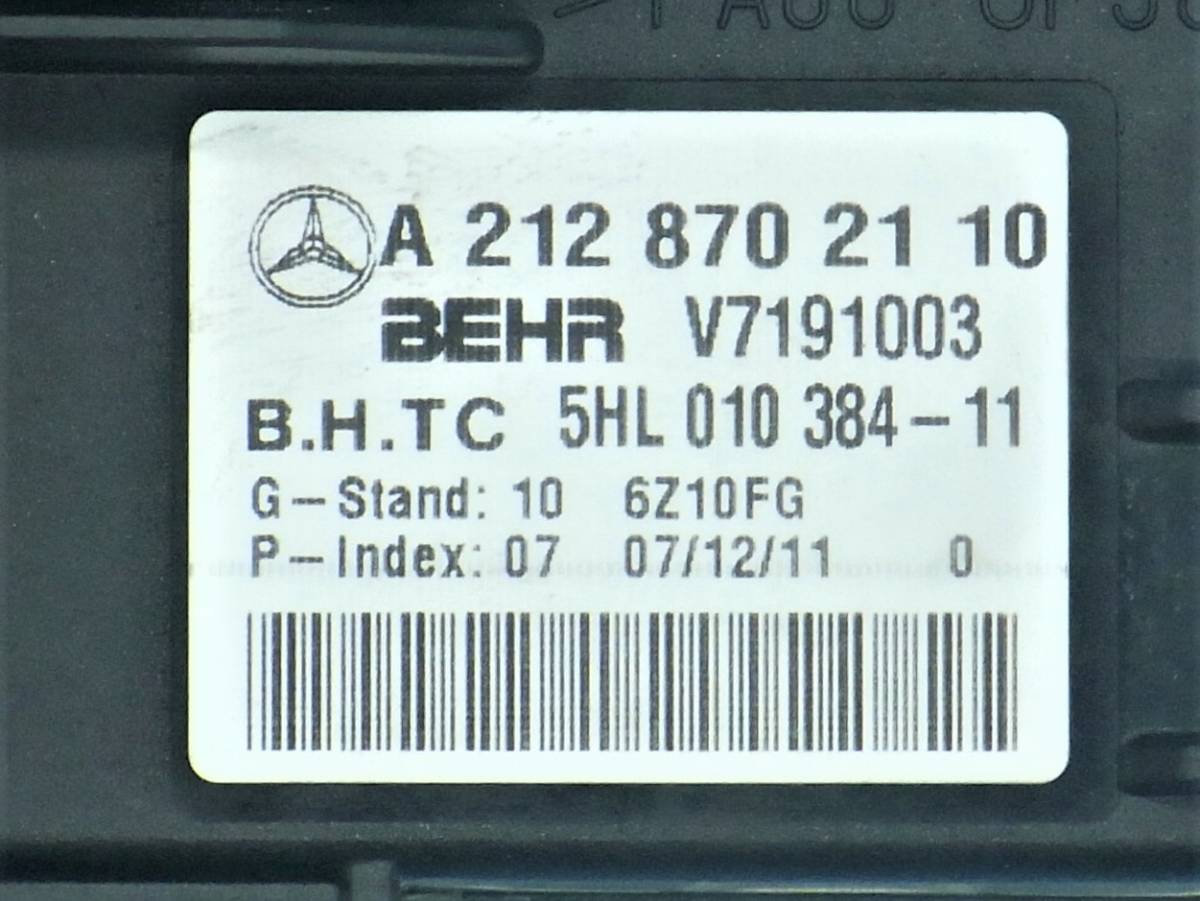 A 212 870 21 10
BEHR V7191003
B.H.TC 5HL 010 384-11
G-Stand: 10 6Z10FG
P-Index: 07 07/12/11 0